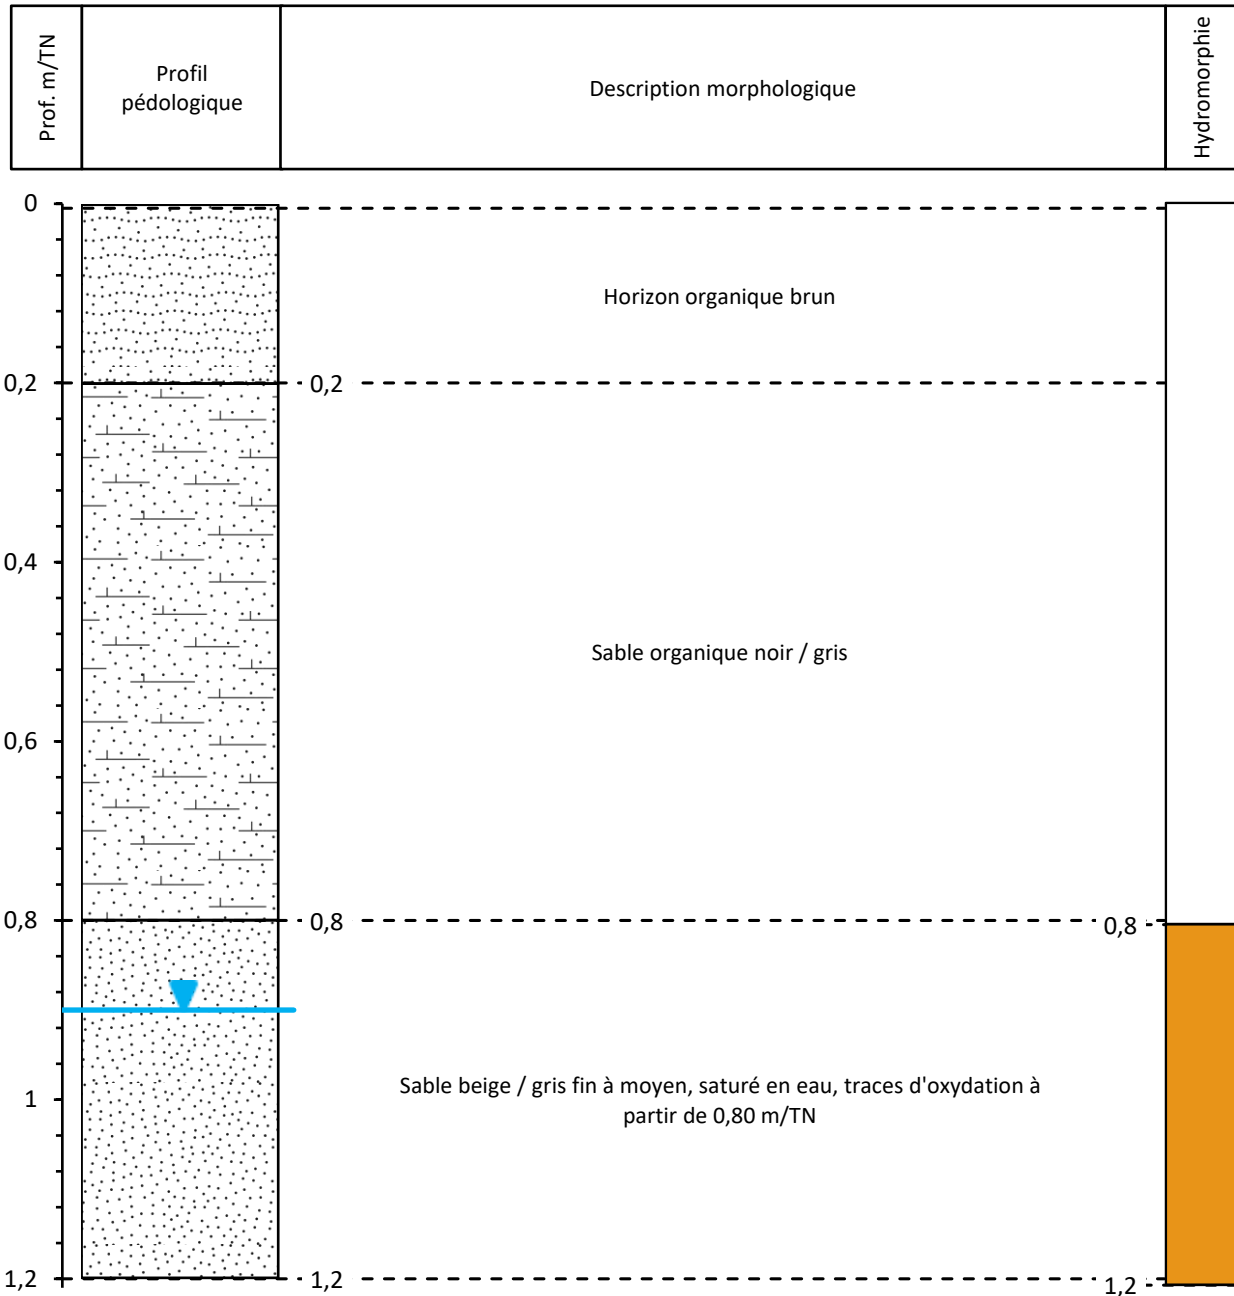 Prof. m/TN
Profil
pédologique
Description morphologique
Hydromorphie
0
Horizon organique brun
0,2
0,2
0,4
Sable organique noir / gris
0,6
0,8
0,8
0,8
1
Sable beige / gris fin à moyen, saturé en eau, traces d'oxydation à
partir de 0,80 m/TN
1,2
1,2
1,2